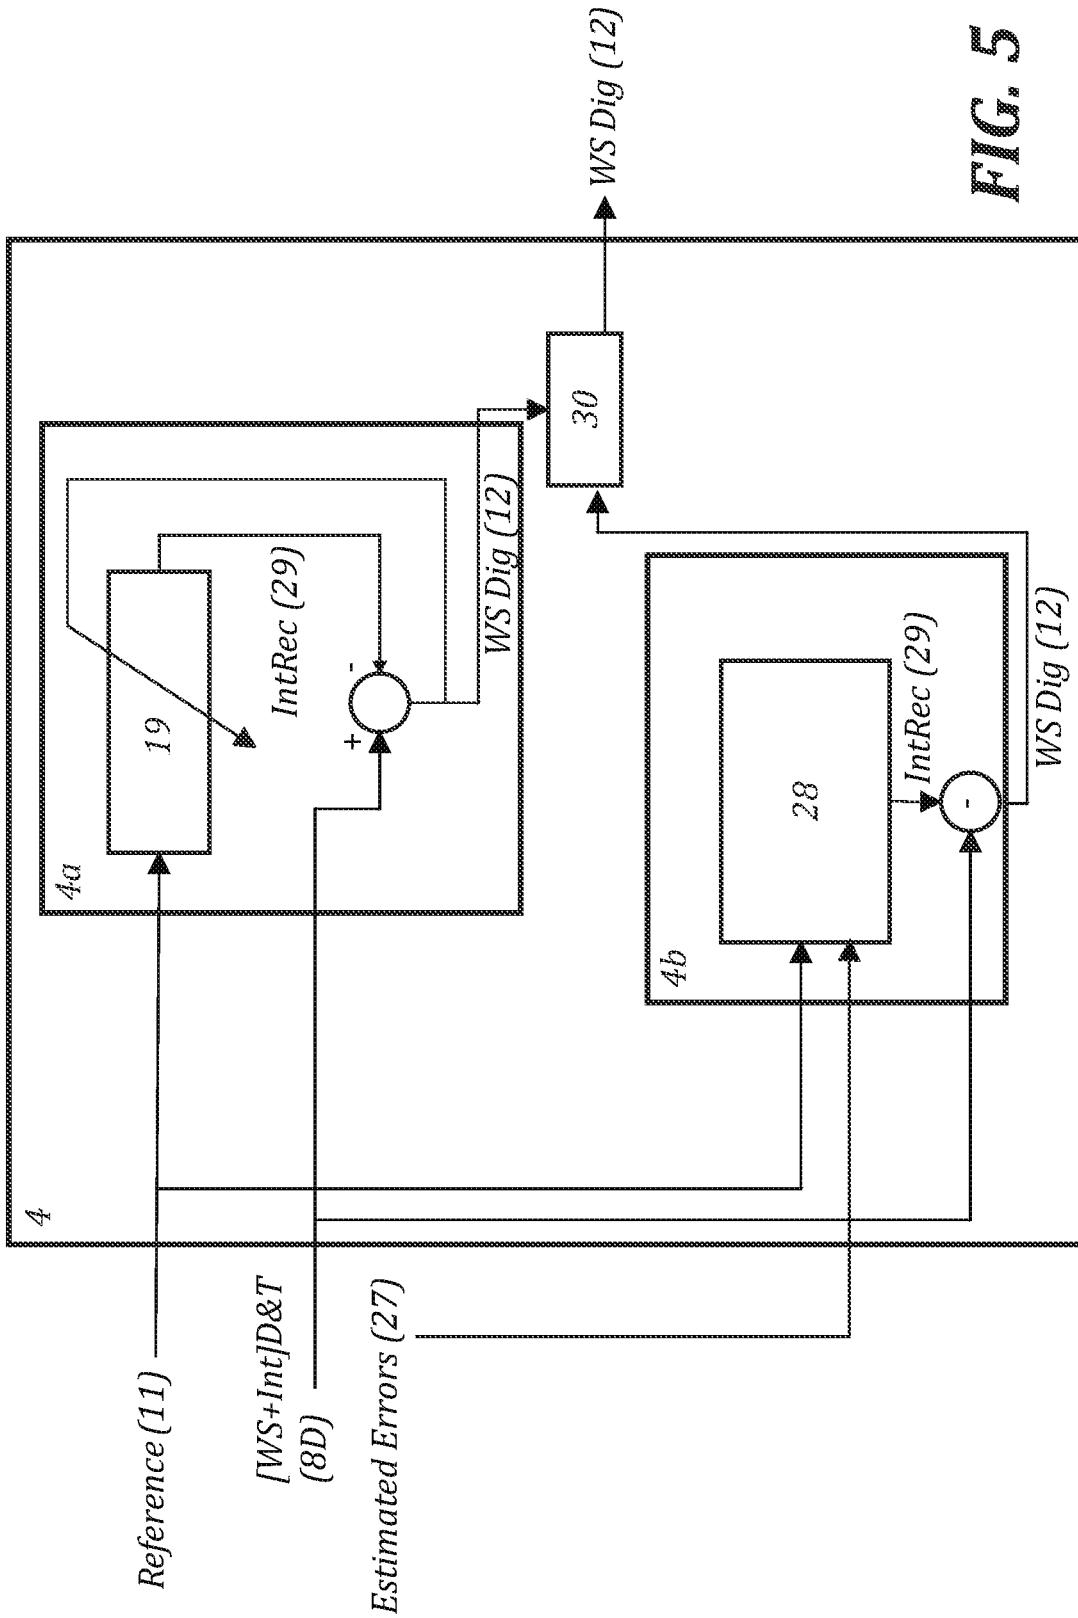 4
4a
19
IntRec (29)
-
+
WS Dig (12)
Reference (11)
[WS+Int]D&T
(8D)
Estimated Errors (27)
30
WS Dig (12)
4b
28
IntRec (29)
-
WS Dig (12)
FIG. 5